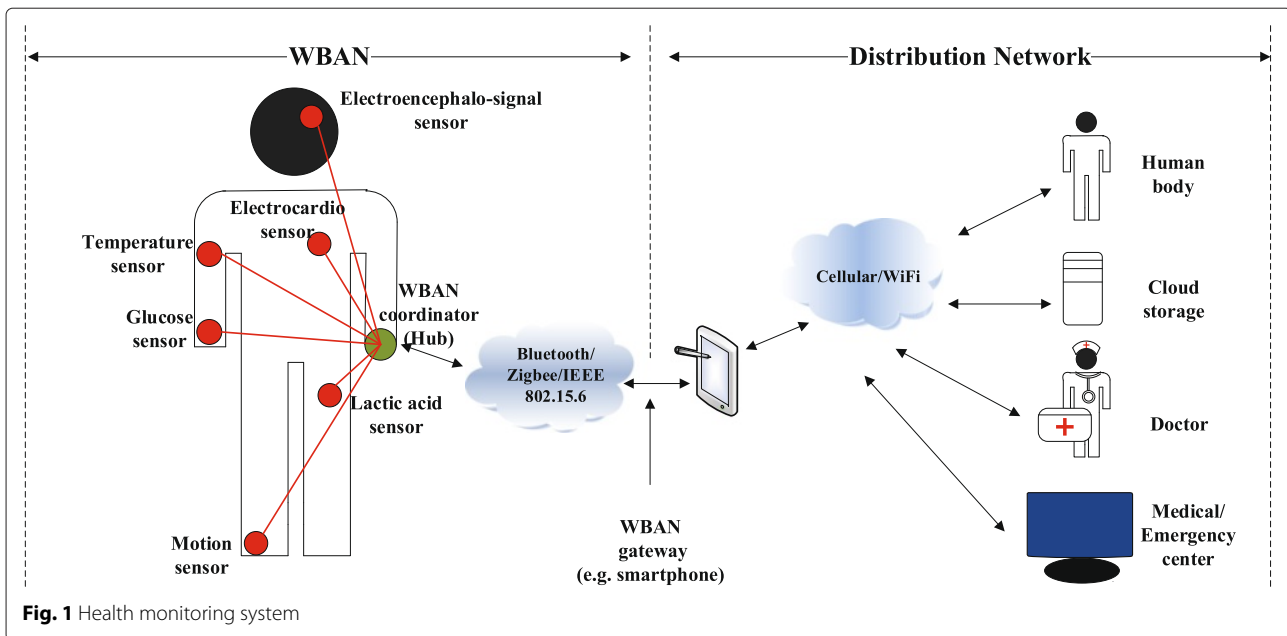 WBAN
Distribution Network
Electroencephalo-signal
sensor
Electrocardio
sensor
Temperature
sensor
Glucose
sensor
WBAN
coordinator
(Hub)
Lactic acid
sensor
Motion
sensor
Bluetooth/
Zigbee/IEEE
802.15.6
WBAN
gateway
(e.g. smartphone)
Cellular/WiFi
Human
body
Cloud
storage
Doctor
Medical/
Emergency
center
Fig. 1 Health monitoring system